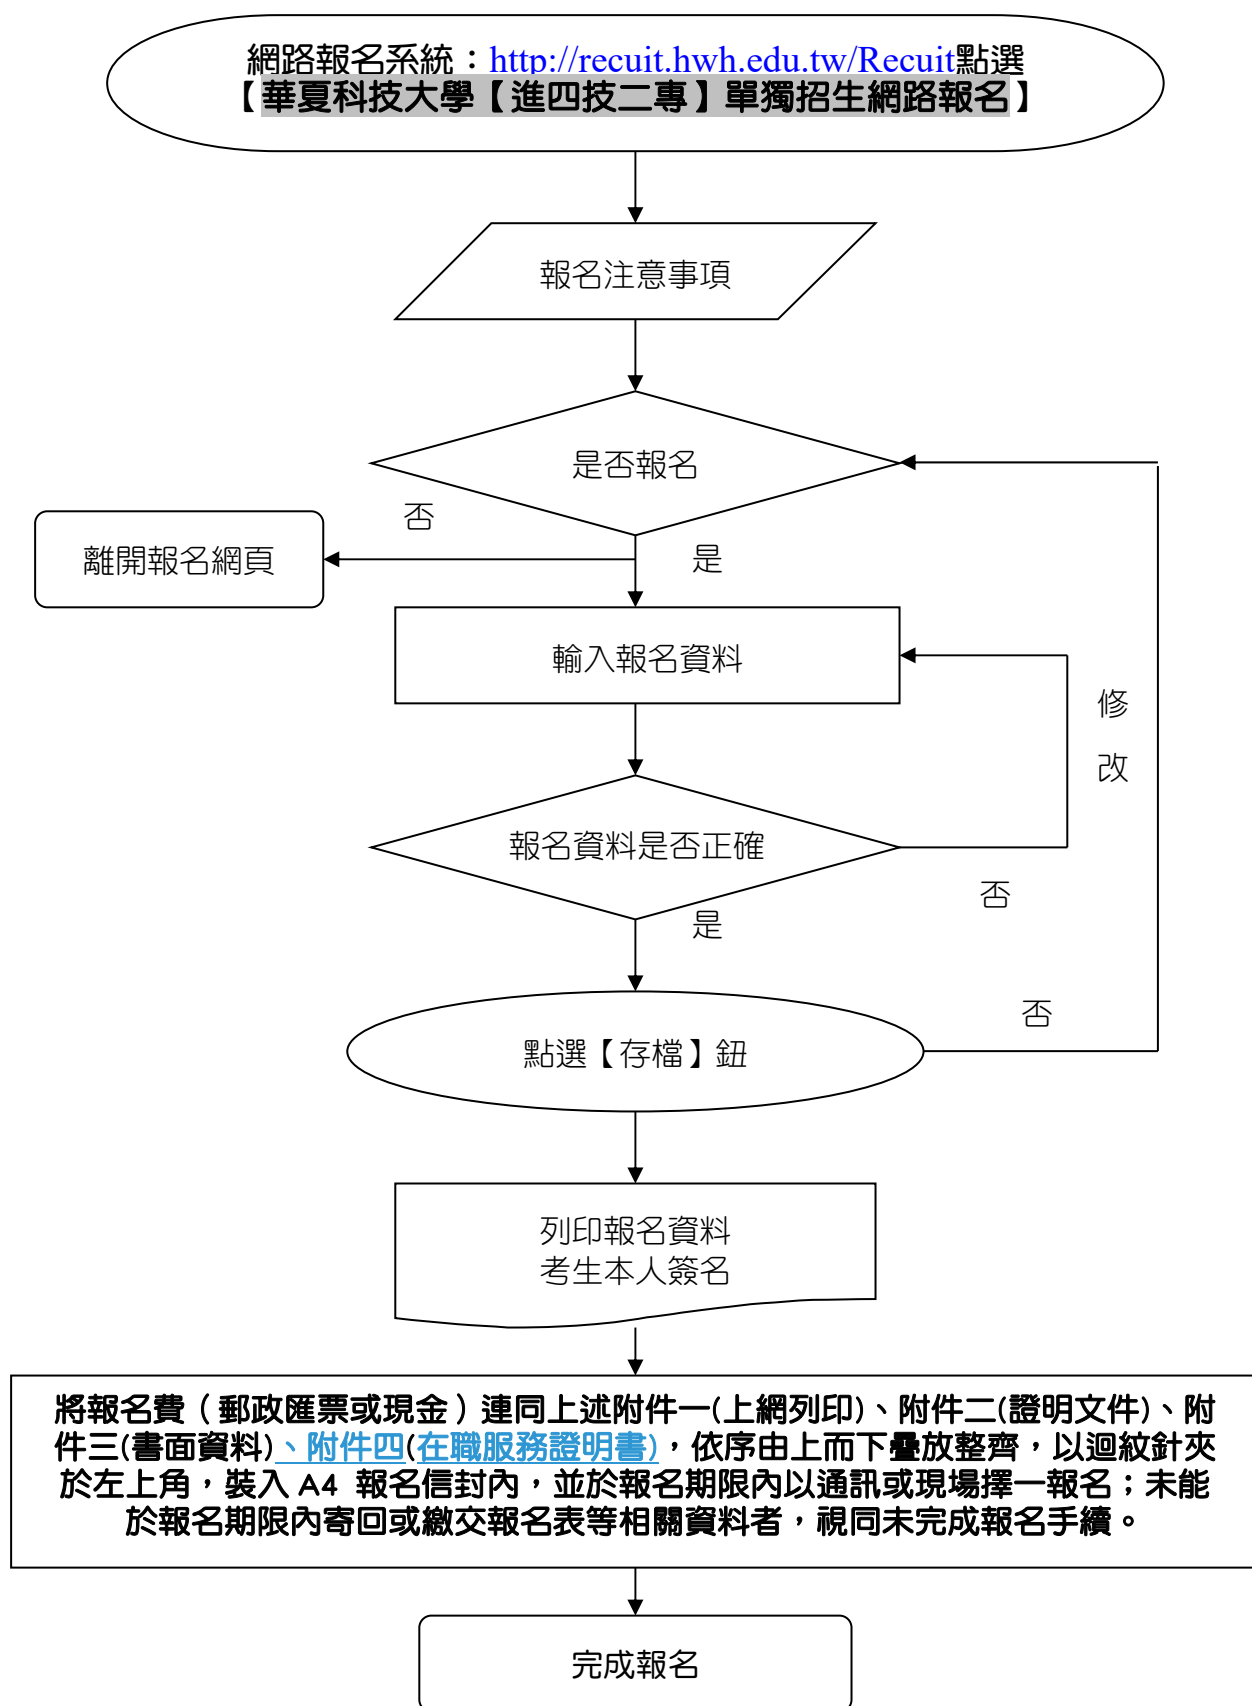 網路報名系統：http://recuit.hwh.edu.tw/Recuit點選
【華夏科技大學【進四技二專】單獨招生網路報名】
報名注意事項
是否報名
否
是
離開報名網頁
輸入報名資料
修
改
報名資料是否正確
否
是
否
點選【存檔】鈕
列印報名資料
考生本人簽名
將報名費（郵政匯票或現金）連同上述附件一(上網列印)、附件二(證明文件)、附
件三(書面資料)、附件四(在職服務證明書)，依序由上而下疊放整齊，以迴紋針夾
於左上角，裝入 A4 報名信封內，並於報名期限內以通訊或現場擇一報名；未能
於報名期限內寄回或繳交報名表等相關資料者，視同未完成報名手續。
完成報名